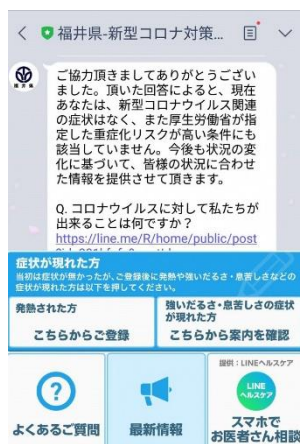 福井県-新型コロナ対策...
ご協力頂きましてありがとうござい
ました。頂いた回答によると、現在
あなたは、新型コロナウイルス関連
の症状はなく、また厚生労働省が指
定した重症化リスクが高い条件にも
該当していません。今後も状況の変
化に基づいて、皆様の状況に合わせ
た情報を提供させて頂きます。
Q. コロナウイルスに対して私たちが
出来ることは何ですか?
https://line.me/R/home/public/post
症状が現れた方
当初は症状が無かったが、ご登録後に発熱や強いだるさ・息苦しさなどの
症状が現れた方は以下を押してください。
発熱された方
こちらからご登録
強いだるさ・息苦しさの症状
が現れた方
こちらから案内を確認
よくあるご質問
最新情報
提供:LINEヘルスケア
LINE
ヘルスケア
スマホで
お医者さん相談